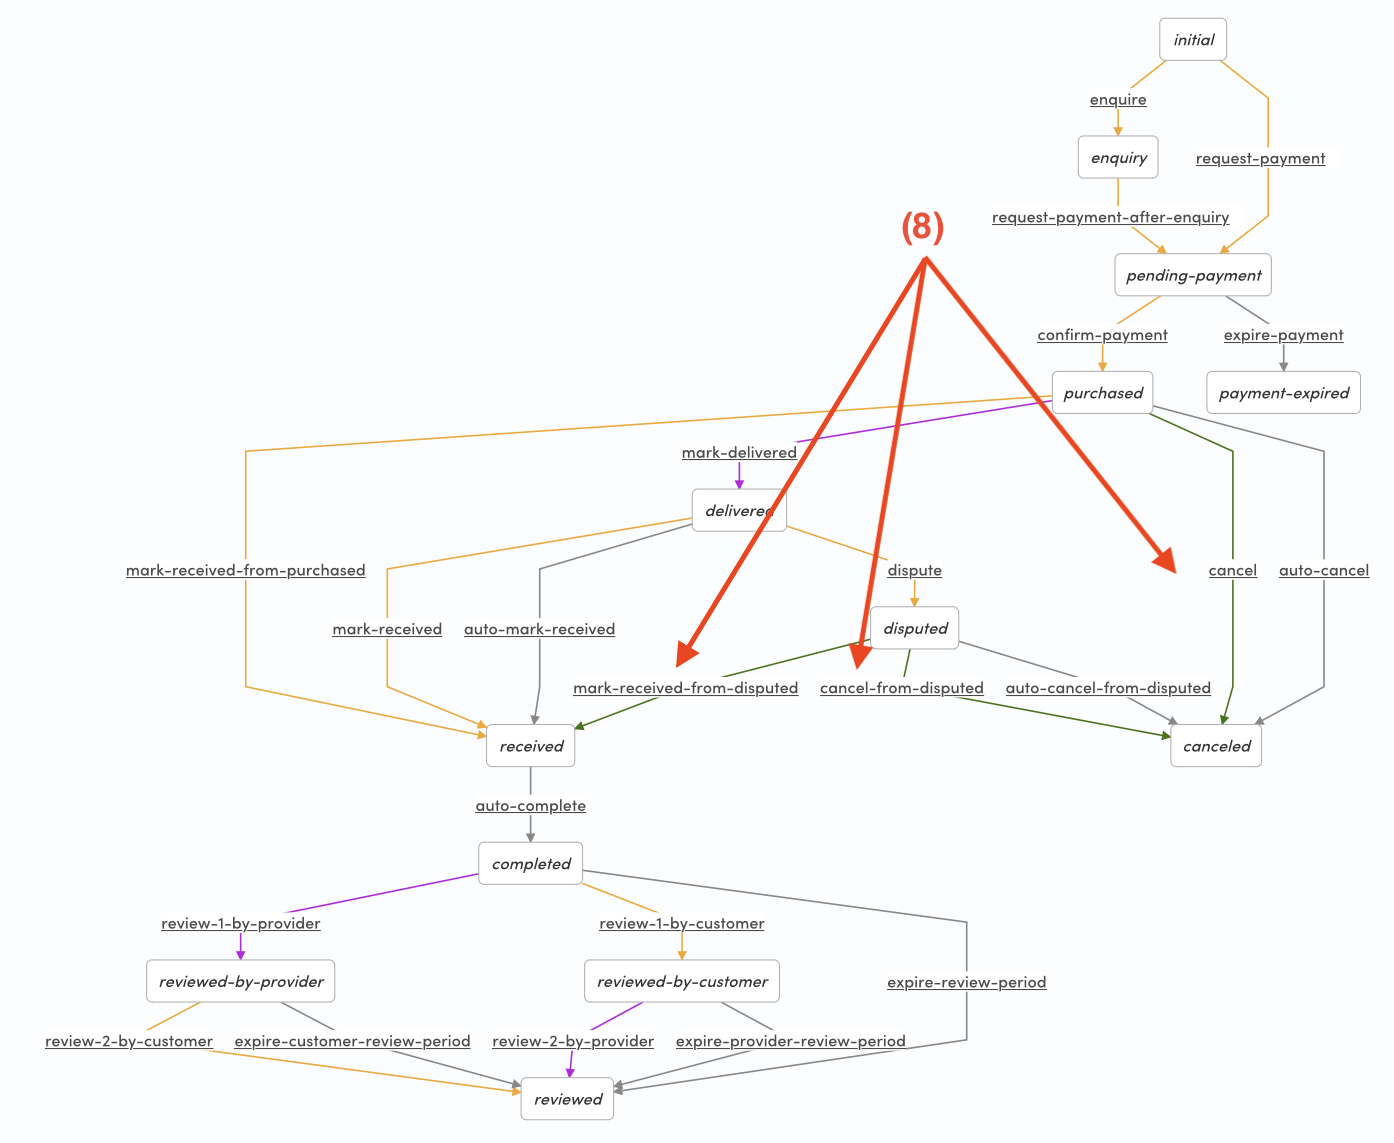 initial
enquire
enquiry
request-payment
request-payment-after-enquiry
(8)
pending-payment
confirm-payment
expire-payment
purchased
payment-expired
mark-delivered
delivered
mark-received-from-purchased
dispute
cancel
auto-cancel
mark-received
auto-mark-received
disputed
mark-received-from-disputed
cancel-from-disputed
auto-cancel-from-disputed
received
canceled
auto-complete
completed
review-1-by-provider
review-1-by-customer
reviewed-by-provider
reviewed-by-customer
expire-review-period
review-2-by-customer
expire-customer-review-period
review-2-by-provider
expire-provider-review-period
reviewed